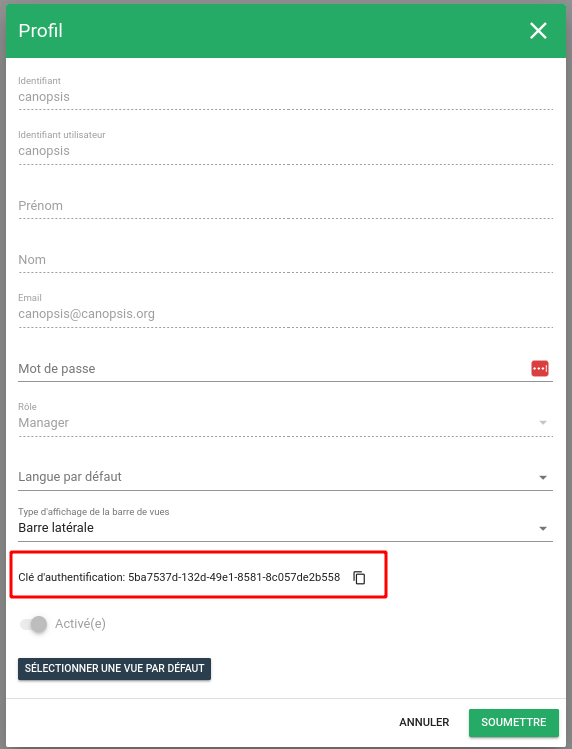 Profil
Identifiant
canopsis
Identifiant utilisateur
canopsis
Prénom
Nom
Email
canopsis@canopsis.org
Mot de passe
Rôle
Manager
Langue par défaut
Type d'affichage de la barre de vues
Barre latérale
Clé d'authentification: 5ba7537d-132d-49e1-8581-8c057de2b558
Activé(e)
SÉLECTIONNER UNE VUE PAR DÉFAUT
ANNULER
SOUMETTRE